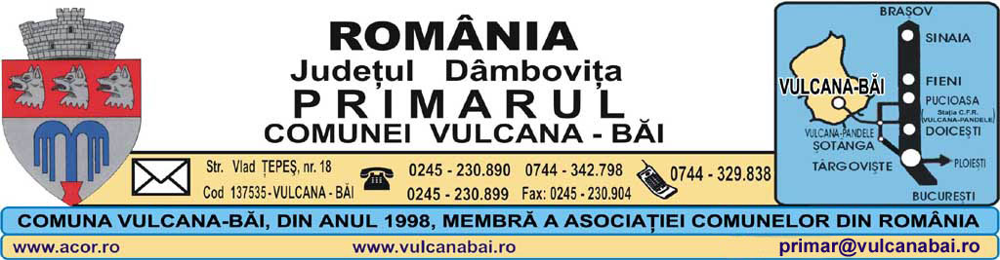 ROMÂNIA
Județul Dâmbovița
PRIMARUL
COMUNEI VULCANA - BĂI
Str. Vlad ȚEPEȘ, nr. 18
Cod 137535 - VULCANA - BĂI
0245 - 230.890 0744 - 342.798
0245 - 230.899 Fax: 0245 - 230.904
0744 - 329.838
BRAȘOV
SINAIA
VULCANA-BĂI
FIENI
PUCIOASA
Stația C.F.R.
(VULCANA-PANDELE)
VULCANA-PANDELE
DOICEȘTI
ȘOTANGA
TÂRGOVIȘTE
PLOIEȘTI
BUCUREȘTI
COMUNA VULCANA-BĂI, DIN ANUL 1998, MEMBRĂ A ASOCIAȚIEI COMUNELOR DIN ROMÂNIA
www.acor.ro www.vulcanabai.ro primar@vulcanabai.ro